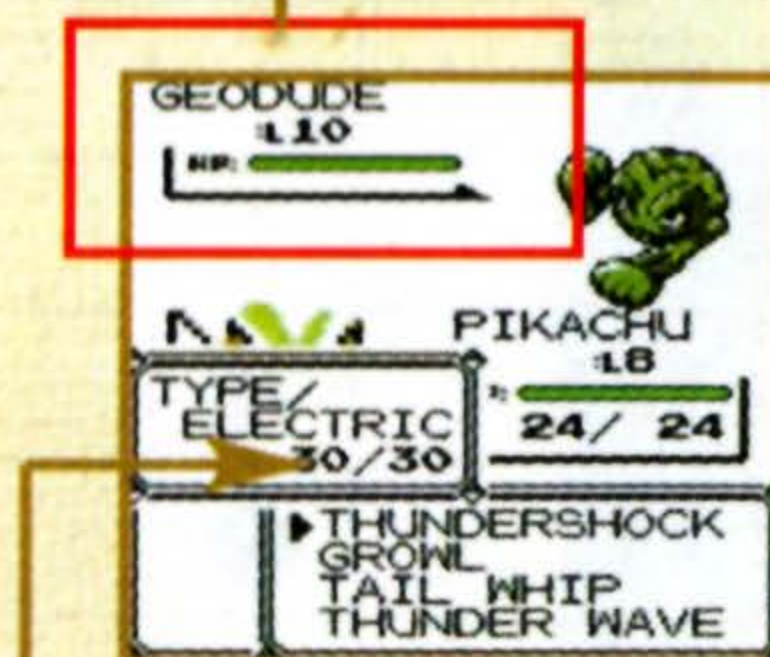 GEODUDE
:L10
HP:
PIKACHU
:L8
24/ 24
TYPE/
ELECTRIC
30/30
THUNDERSHOCK
GROWL
TAIL WHIP
THUNDER WAVE